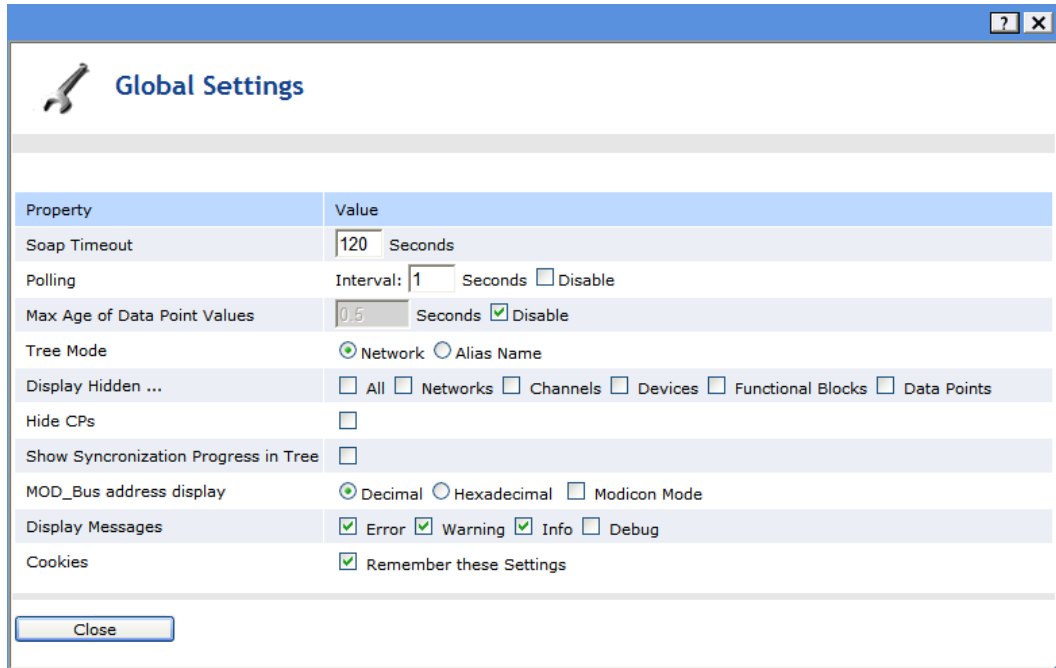 ?
Global Settings
Property Value
Soap Timeout 120 Seconds
Polling Interval: 1 Seconds Disable
Max Age of Data Point Values 0.5 Seconds Disable
Tree Mode Network Alias Name
Display Hidden ... All Networks Channels Devices Functional Blocks Data Points
Hide CPs
Show Syncronization Progress in Tree
MOD_Bus address display Decimal Hexadecimal Modicon Mode
Display Messages Error Warning Info Debug
Cookies Remember these Settings
Close